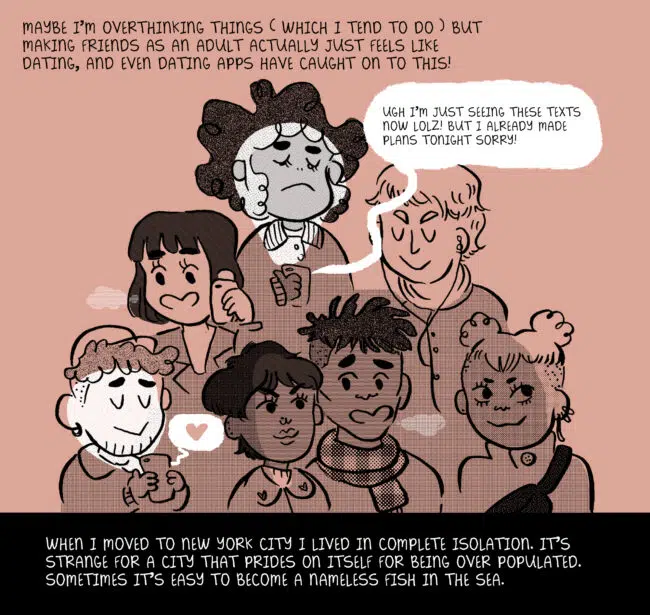 MAYBE I'M OVERTHINKING THINGS ( WHICH I TEND TO DO ) BUT
MAKING FRIENDS AS AN ADULT ACTUALLY JUST FEELS LIKE
DATING, AND EVEN DATING APPS HAVE CAUGHT ON TO THIS!
UGH I'M JUST SEEING THESE TEXTS
NOW LOLZ! BUT I ALREADY MADE
PLANS TONIGHT SORRY!
WHEN I MOVED TO NEW YORK CITY I LIVED IN COMPLETE ISOLATION. IT'S
STRANGE FOR A CITY THAT PRIDES ON ITSELF FOR BEING OVER POPULATED.
SOMETIMES IT'S EASY TO BECOME A NAMELESS FISH IN THE SEA.